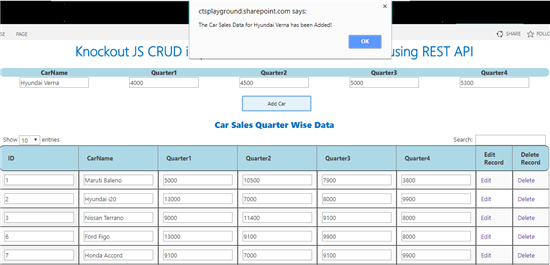 ctsplayground.sharepoint.com says:
The Car Sales Data for Hyundai Verna has been Added!
OK
SE PAGE SHARE FOLL
Knockout JS CRUD i using REST API
CarName Quarter1 Quarter2 Quarter3 Quarter4
Hyundai Verna 4000 4500 5000 5300
Add Car
Car Sales Quarter Wise Data
Show 10 entries Search:
ID CarName Quarter1 Quarter2 Quarter3 Quarter4 Edit Record Delete Record
1 Maruti Baleno 5000 10500 7900 3800 Edit Delete
2 Hyundai i20 13000 7000 8000 9900 Edit Delete
3 Nissan Terrano 9000 11400 9100 8000 Edit Delete
6 Ford Figo 13000 9100 9900 8000 Edit Delete
7 Honda Accord 9100 7000 9100 9900 Edit Delete